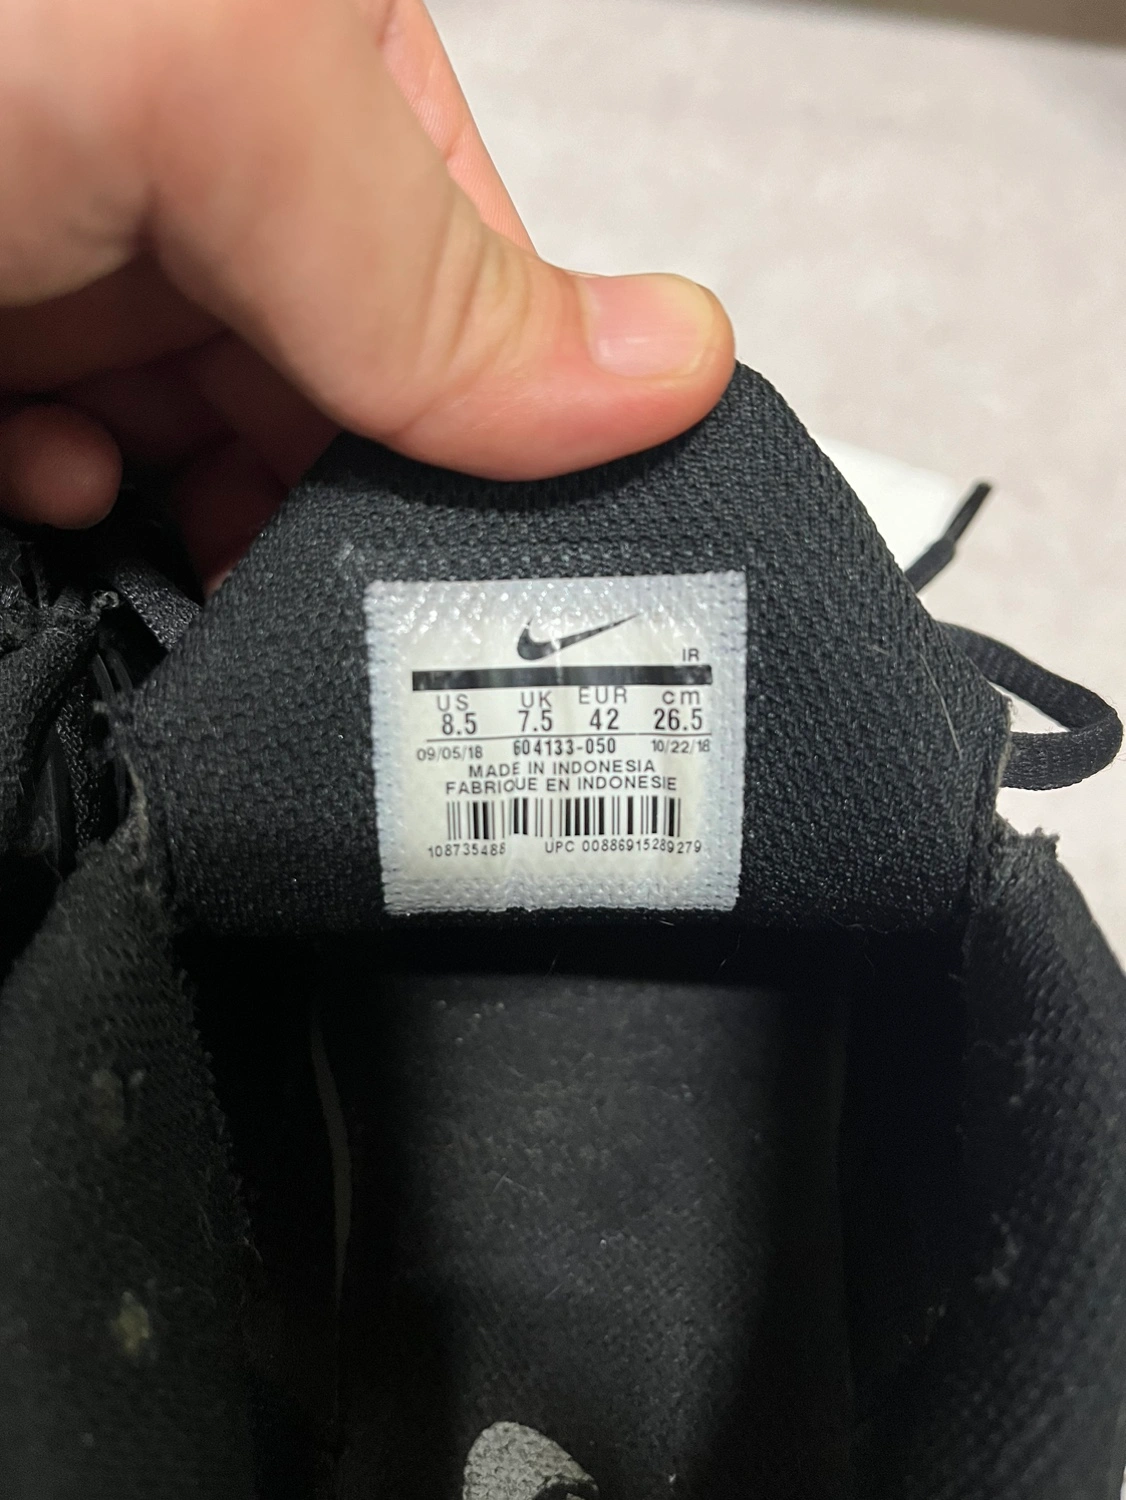 IR
US UK EUR cm
8.5 7.5 42 26.5
09/05/18 604133-050 10/22/18
MADE IN INDONESIA
FABRIQUE EN INDONESIE
108735488 UPC 00886915289279